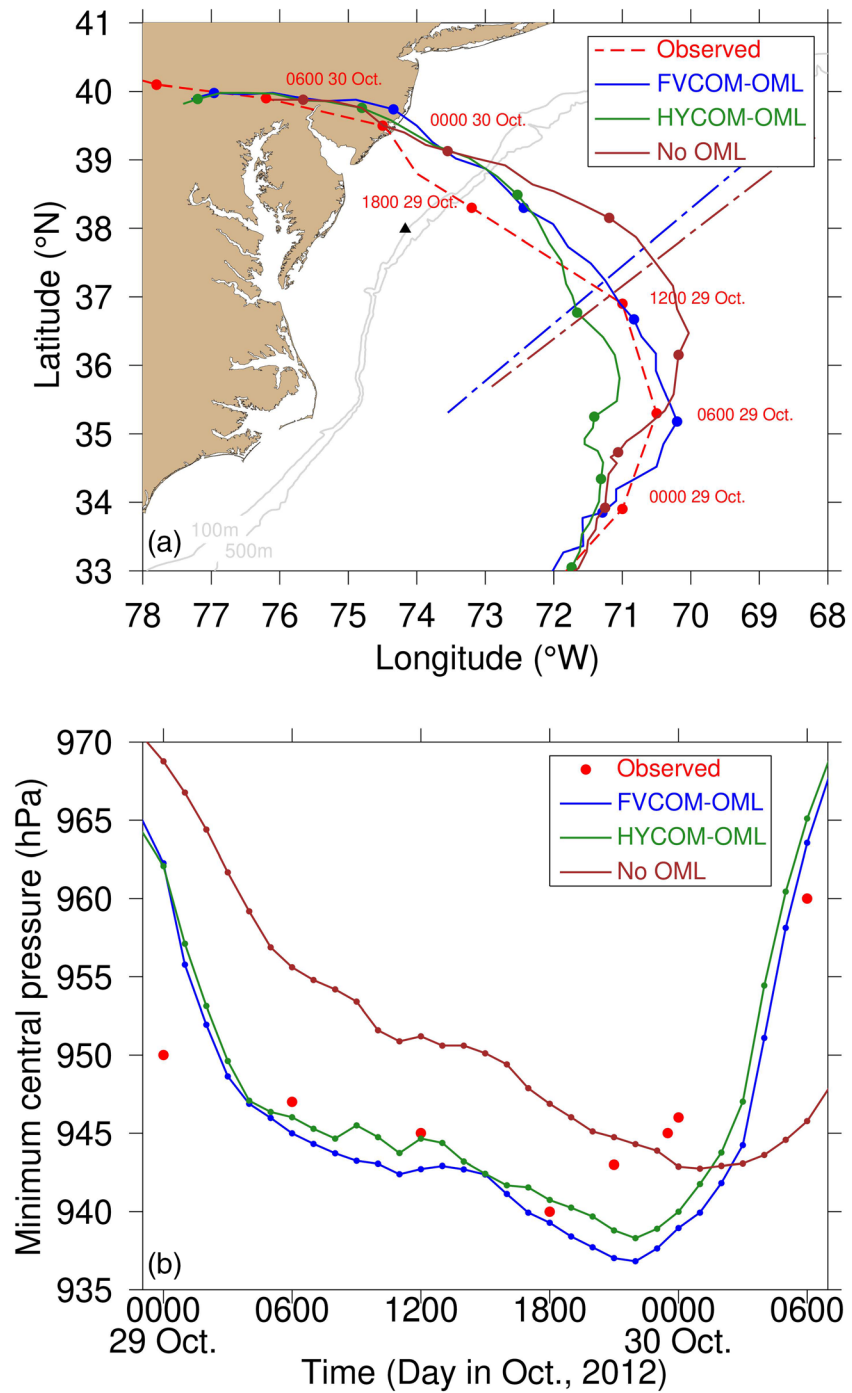 41
40
39
38
37
36
35
34
33
Latitude (°N)
Observed
FVCOM-OML
HYCOM-OML
No OML
0600 30 Oct.
0000 30 Oct.
1800 29 Oct.
1200 29 Oct.
0600 29 Oct.
0000 29 Oct.
100m
500m
(a)
78 77 76 75 74 73 72 71 70 69 68
Longitude (°W)
970
965
960
955
950
945
940
935
Minimum central pressure (hPa)
Observed
FVCOM-OML
HYCOM-OML
No OML
(b)
0000 0600 1200 1800 0000 0600
29 Oct. 30 Oct.
Time (Day in Oct., 2012)